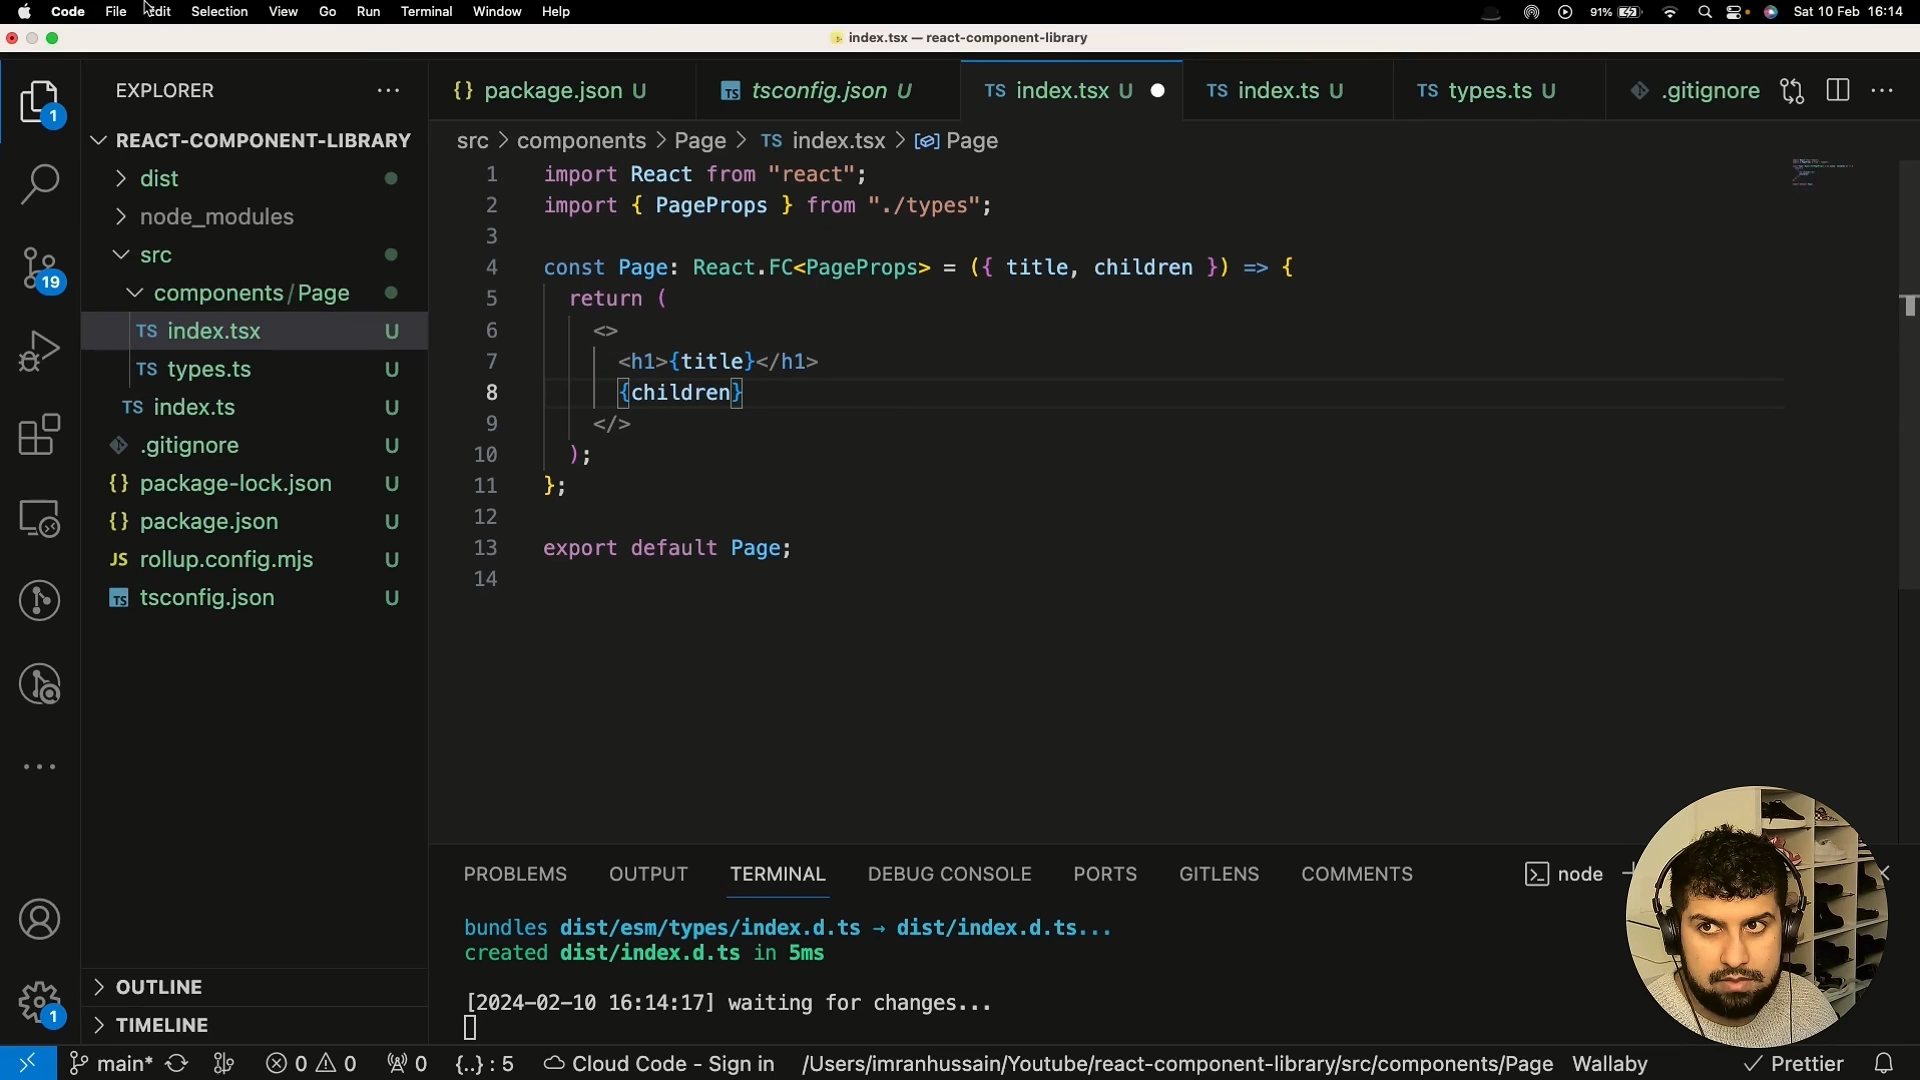 Code File Edit Selection View Go Run Terminal Window Help 91% Sat 10 Feb 16:14
index.tsx — react-component-library
EXPLORER
REACT-COMPONENT-LIBRARY
dist
node_modules
src
components / Page
TS index.tsx U
TS types.ts U
TS index.ts U
.gitignore U
{} package-lock.json U
{} package.json U
JS rollup.config.mjs U
TS tsconfig.json U
OUTLINE
TIMELINE
1
19
1
{} package.json U TS tsconfig.json U TS index.tsx U TS index.ts U TS types.ts U .gitignore
src > components > Page > TS index.tsx > Page
1 import React from "react";
2 import { PageProps } from "./types";
3
4 const Page: React.FC<PageProps> = ({ title, children }) => {
5 return (
6 <>
7 <h1>{title}</h1>
8 {children}
9 </>
10 );
11 };
12
13 export default Page;
14
PROBLEMS OUTPUT TERMINAL DEBUG CONSOLE PORTS GITLENS COMMENTS node
bundles dist/esm/types/index.d.ts → dist/index.d.ts...
created dist/index.d.ts in 5ms
[2024-02-10 16:14:17] waiting for changes...
main* 0 0 0 {..} : 5 Cloud Code - Sign in /Users/imranhussain/Youtube/react-component-library/src/components/Page Wallaby Prettier